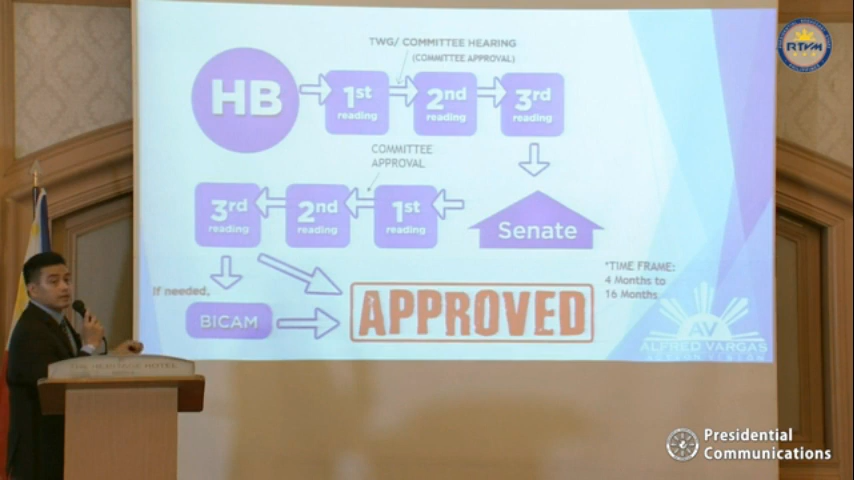 TWG/ COMMITTEE HEARING
(COMMITTEE APPROVAL)
HB
1st reading
2nd reading
3rd reading
COMMITTEE
APPROVAL
3rd reading
2nd reading
1st reading
Senate
*TIME FRAME:
4 Months to
16 Months
If needed,
BICAM
APPROVED
AV
ALFRED VARGAS
THE HERITAGE HOTEL
RTVM
Presidential
Communications